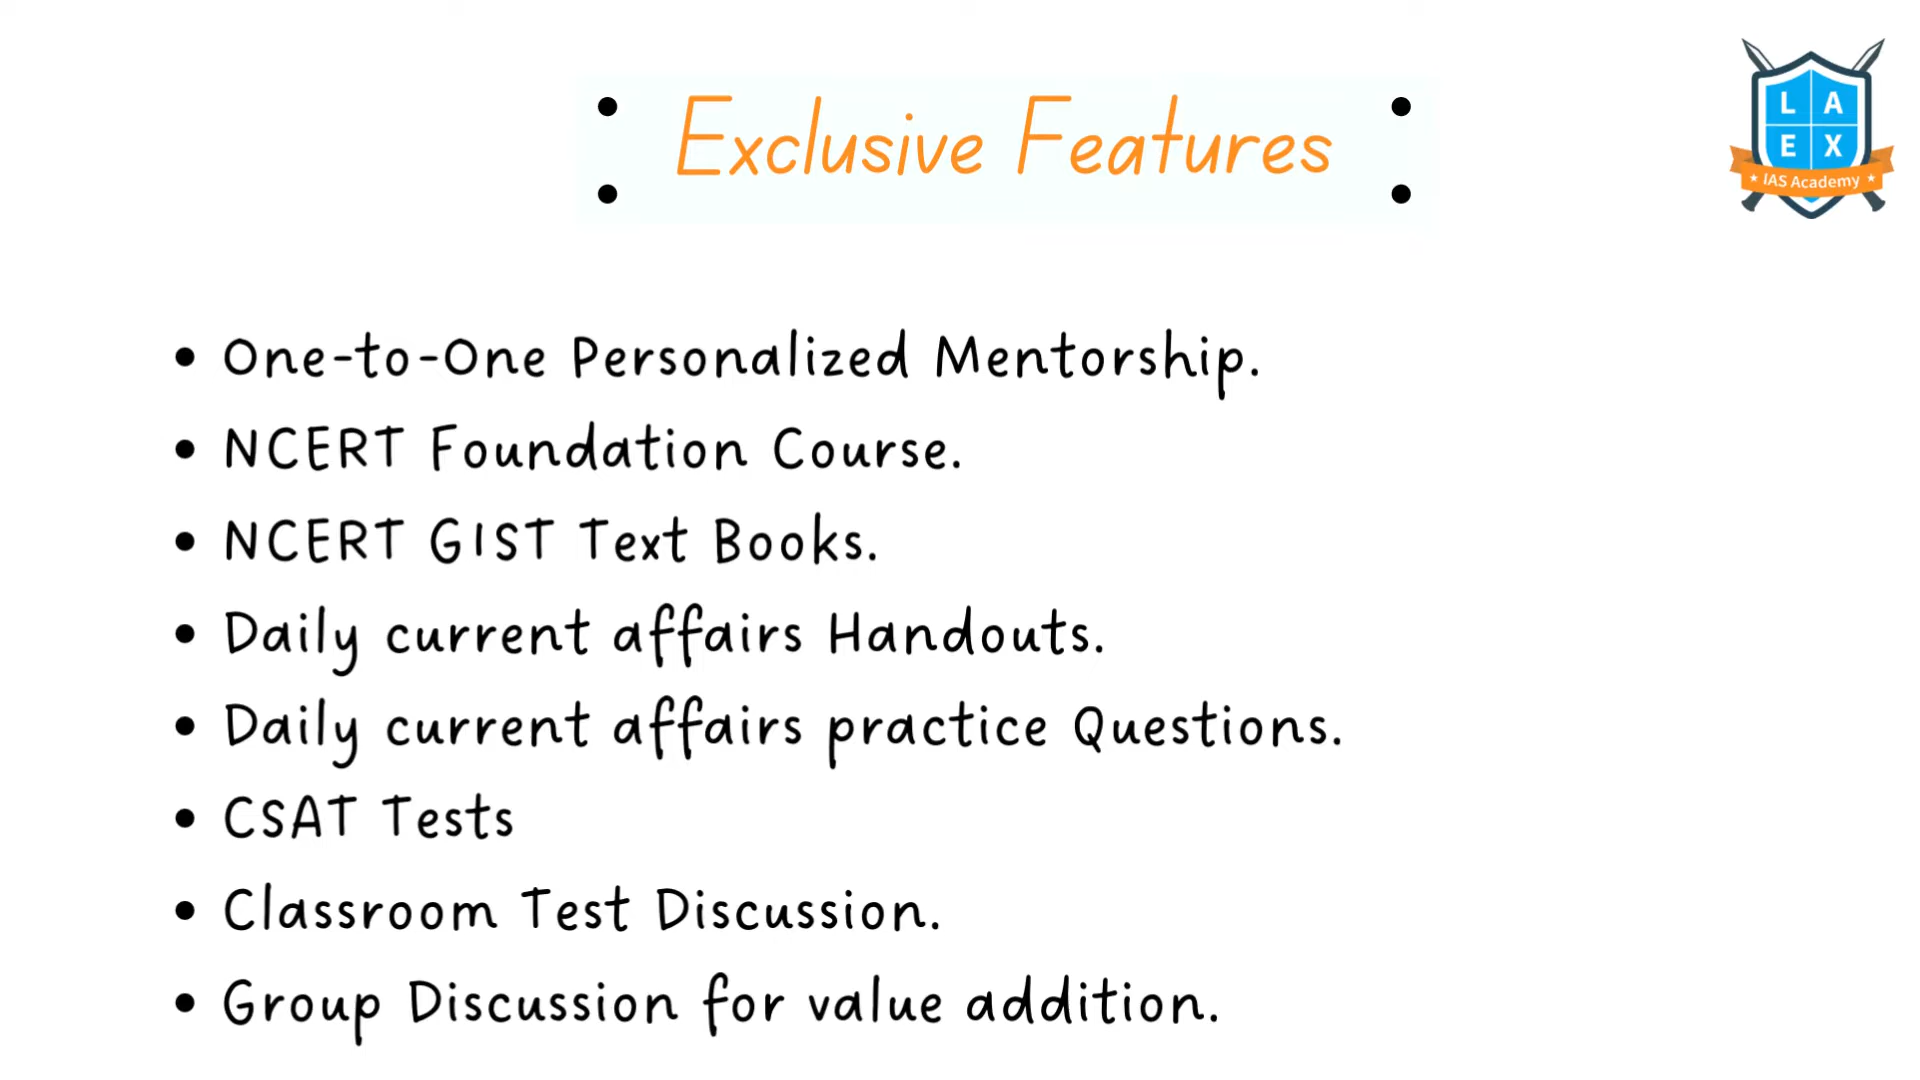 Exclusive Features
L A
E X
IAS Academy
One-to-One Personalized Mentorship.
NCERT Foundation Course.
NCERT GIST Text Books.
Daily current affairs Handouts.
Daily current affairs practice Questions.
CSAT Tests
Classroom Test Discussion.
Group Discussion for value addition.